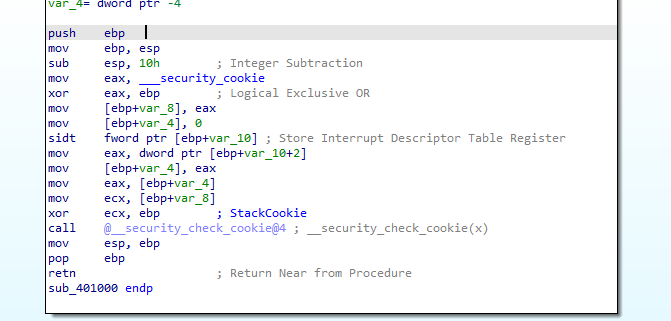 var_4= dword ptr -4
push ebp
mov ebp, esp
sub esp, 10h ; Integer Subtraction
mov eax, ___security_cookie
xor eax, ebp ; Logical Exclusive OR
mov [ebp+var_8], eax
mov [ebp+var_4], 0
sidt fword ptr [ebp+var_10] ; Store Interrupt Descriptor Table Register
mov eax, dword ptr [ebp+var_10+2]
mov [ebp+var_4], eax
mov eax, [ebp+var_4]
mov ecx, [ebp+var_8]
xor ecx, ebp ; StackCookie
call @__security_check_cookie@4 ; __security_check_cookie(x)
mov esp, ebp
pop ebp
retn ; Return Near from Procedure
sub_401000 endp